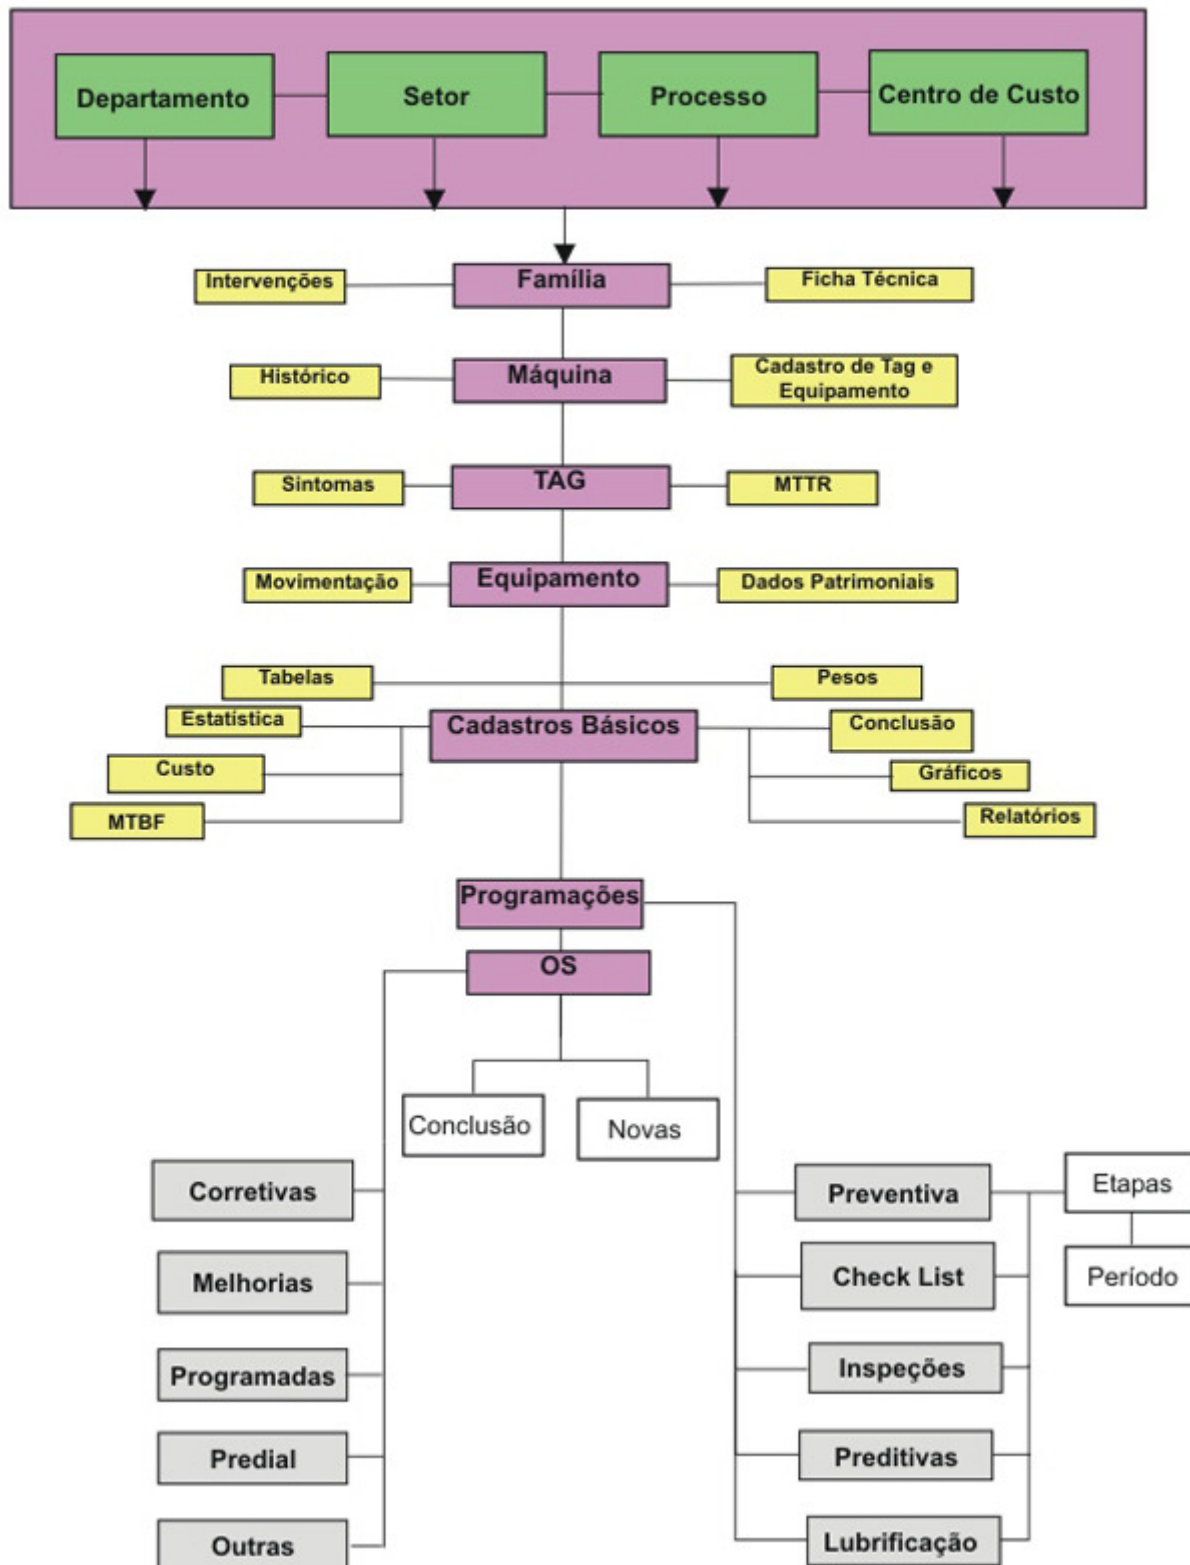 Departamento
Setor
Processo
Centro de Custo
Intervenções
Família
Ficha Técnica
Histórico
Máquina
Cadastro de Tag e
Equipamento
Sintomas
TAG
MTTR
Movimentação
Equipamento
Dados Patrimoniais
Tabelas
Pesos
Estatística
Cadastros Básicos
Conclusão
Custo
Gráficos
MTBF
Relatórios
Programações
OS
Conclusão
Novas
Corretivas
Melhorias
Programadas
Predial
Outras
Preventiva
Etapas
Check List
Período
Inspeções
Preditivas
Lubrificação